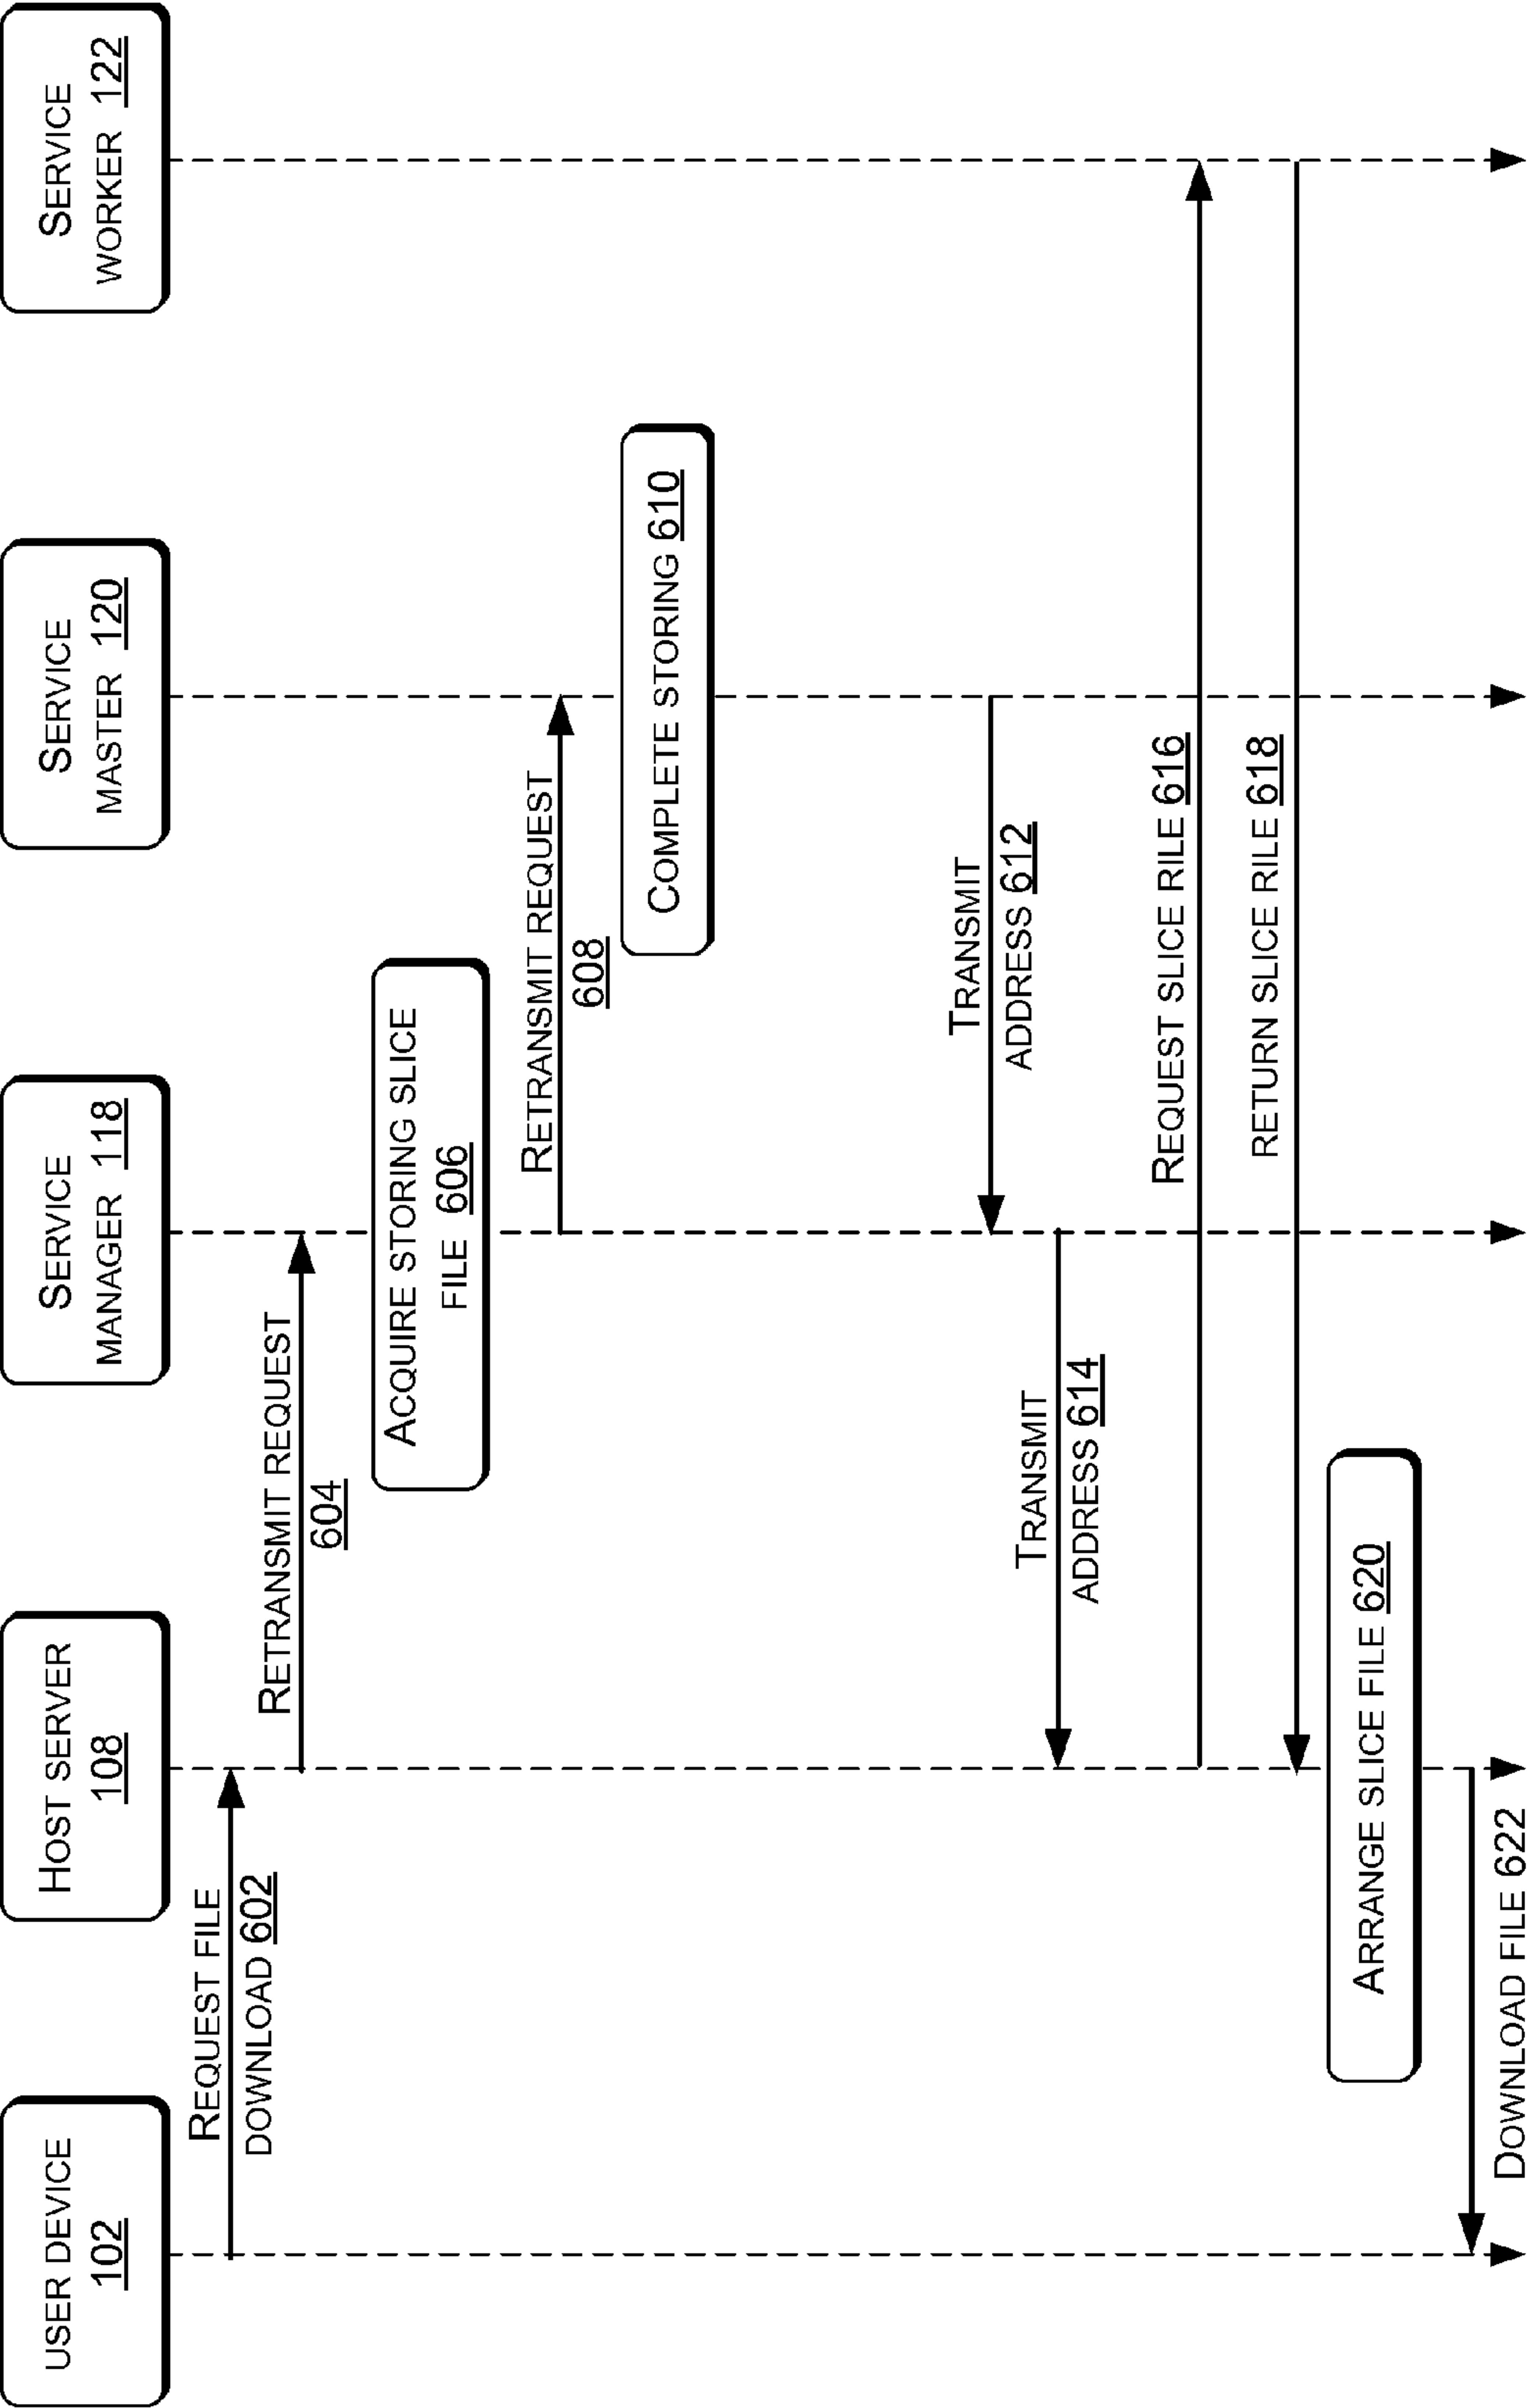 USER DEVICE
102
HOST SERVER
108
SERVICE
MANAGER 118
SERVICE
MASTER 120
SERVICE
WORKER 122
REQUEST FILE
DOWNLOAD 602
RETRANSMIT REQUEST
604
ACQUIRE STORING SLICE
FILE 606
RETRANSMIT REQUEST
608
COMPLETE STORING 610
TRANSMIT
ADDRESS 612
TRANSMIT
ADDRESS 614
REQUEST SLICE RILE 616
RETURN SLICE RILE 618
ARRANGE SLICE FILE 620
DOWNLOAD FILE 622